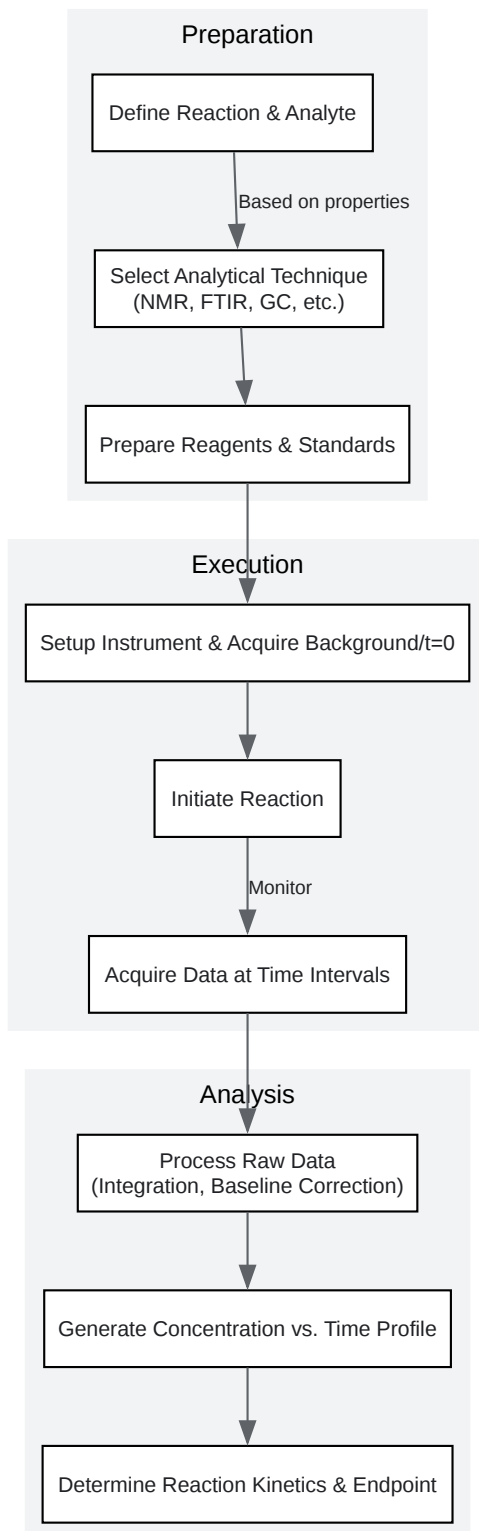 Preparation
Define Reaction & Analyte
Based on properties
Select Analytical Technique
(NMR, FTIR, GC, etc.)
Prepare Reagents & Standards
Execution
Setup Instrument & Acquire Background/t=0
Initiate Reaction
Monitor
Acquire Data at Time Intervals
Analysis
Process Raw Data
(Integration, Baseline Correction)
Generate Concentration vs. Time Profile
Determine Reaction Kinetics & Endpoint